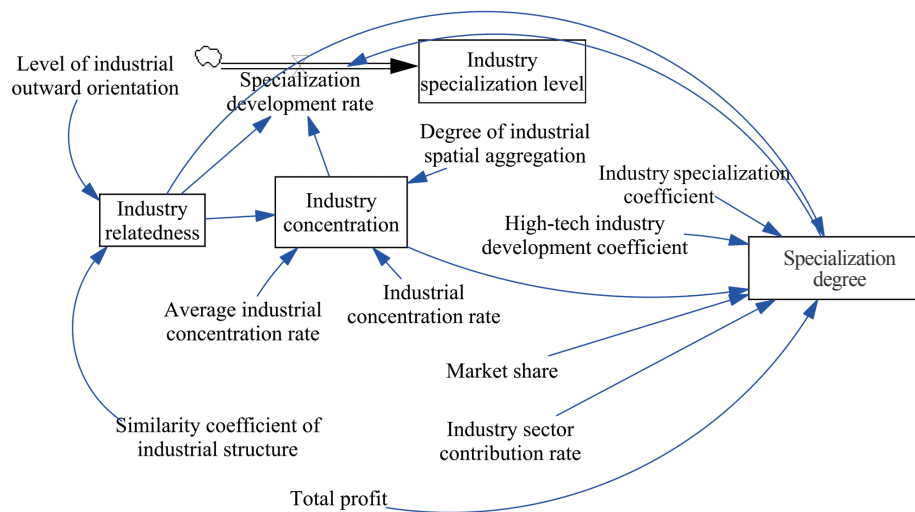 Level of industrial
outward orientation
Specialization
development rate
Industry
specialization level
Degree of industrial
spatial aggregation
Industry specialization
coefficient
Industry
relatedness
Industry
concentration
High-tech industry
development coefficient
Specialization
degree
Average industrial
concentration rate
Industrial
concentration rate
Market share
Similarity coefficient of
industrial structure
Industry sector
contribution rate
Total profit